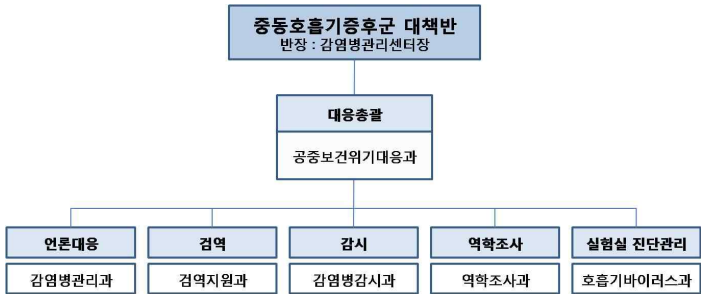 중동호흡기증후군 대책반
반장 : 감염병관리센터장
대응총괄
공중보건위기대응과
언론대응 검역 감시 역학조사 실험실 진단관리
감염병관리과 검역지원과 감염병감시과 역학조사과 호흡기바이러스과